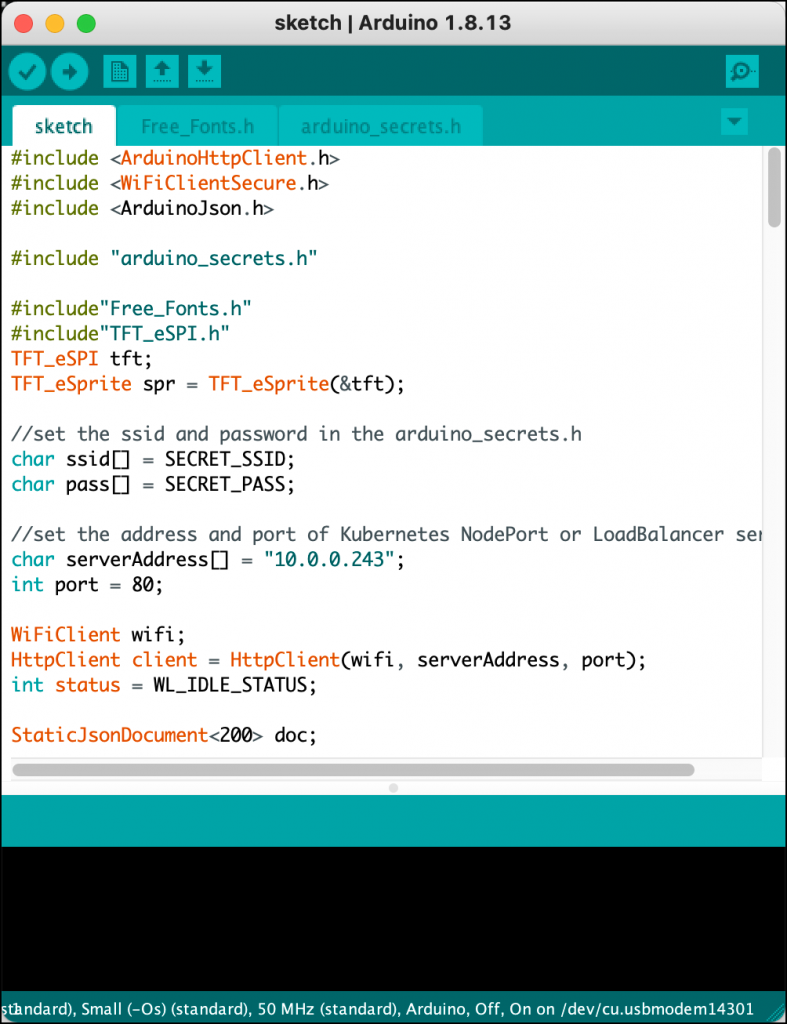 sketch | Arduino 1.8.13
sketch Free_Fonts.h arduino_secrets.h
#include <ArduinoHttpClient.h>
#include <WiFiClientSecure.h>
#include <ArduinoJson.h>
#include "arduino_secrets.h"
#include"Free_Fonts.h"
#include"TFT_eSPI.h"
TFT_eSPI tft;
TFT_eSprite spr = TFT_eSprite(&tft);
//set the ssid and password in the arduino_secrets.h
char ssid[] = SECRET_SSID;
char pass[] = SECRET_PASS;
//set the address and port of Kubernetes NodePort or LoadBalancer ser
char serverAddress[] = "10.0.0.243";
int port = 80;
WiFiClient wifi;
HttpClient client = HttpClient(wifi, serverAddress, port);
int status = WL_IDLE_STATUS;
StaticJsonDocument<200> doc;
(standard), Small (-Os) (standard), 50 MHz (standard), Arduino, Off, On on /dev/cu.usbmodem14301